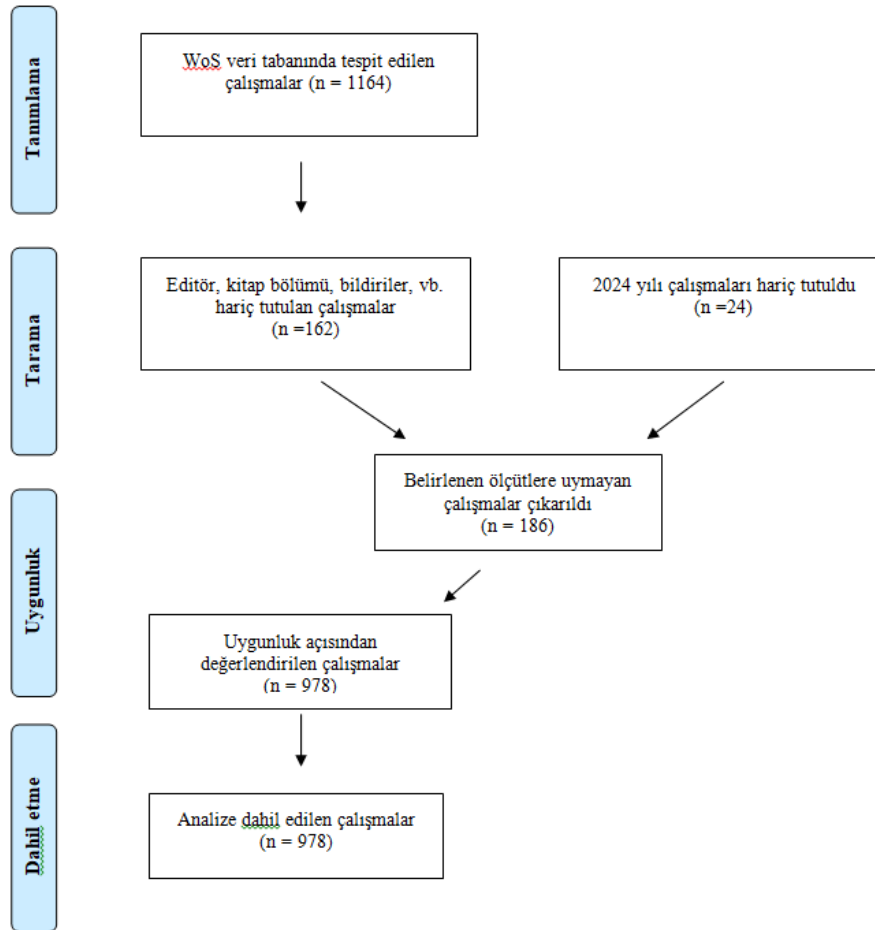 Tanımlama
WoS veri tabanında tespit edilen
çalışmalar (n = 1164)
Tarama
Editör, kitap bölümü, bildiriler, vb.
hariç tutulan çalışmalar
(n =162)
2024 yılı çalışmaları hariç tutuldu
(n =24)
Belirlenen ölçütlere uymayan
çalışmalar çıkarıldı
(n = 186)
Uygunluk
Uygunluk açısından
değerlendirilen çalışmalar
(n = 978)
Dahil etme
Analize dahil edilen çalışmalar
(n = 978)